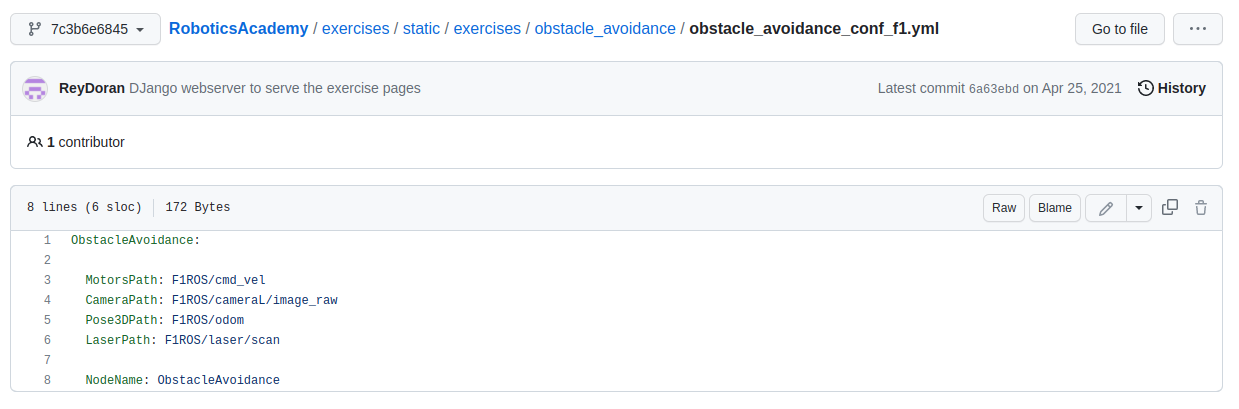 7c3b6e6845 RoboticsAcademy / exercises / static / exercises / obstacle_avoidance / obstacle_avoidance_conf_f1.yml Go to file ...
ReyDoran DJango webserver to serve the exercise pages Latest commit 6a63ebd on Apr 25, 2021 History
1 contributor
8 lines (6 sloc) 172 Bytes Raw Blame
1 ObstacleAvoidance:
2
3 MotorsPath: F1ROS/cmd_vel
4 CameraPath: F1ROS/cameraL/image_raw
5 Pose3DPath: F1ROS/odom
6 LaserPath: F1ROS/laser/scan
7
8 NodeName: ObstacleAvoidance